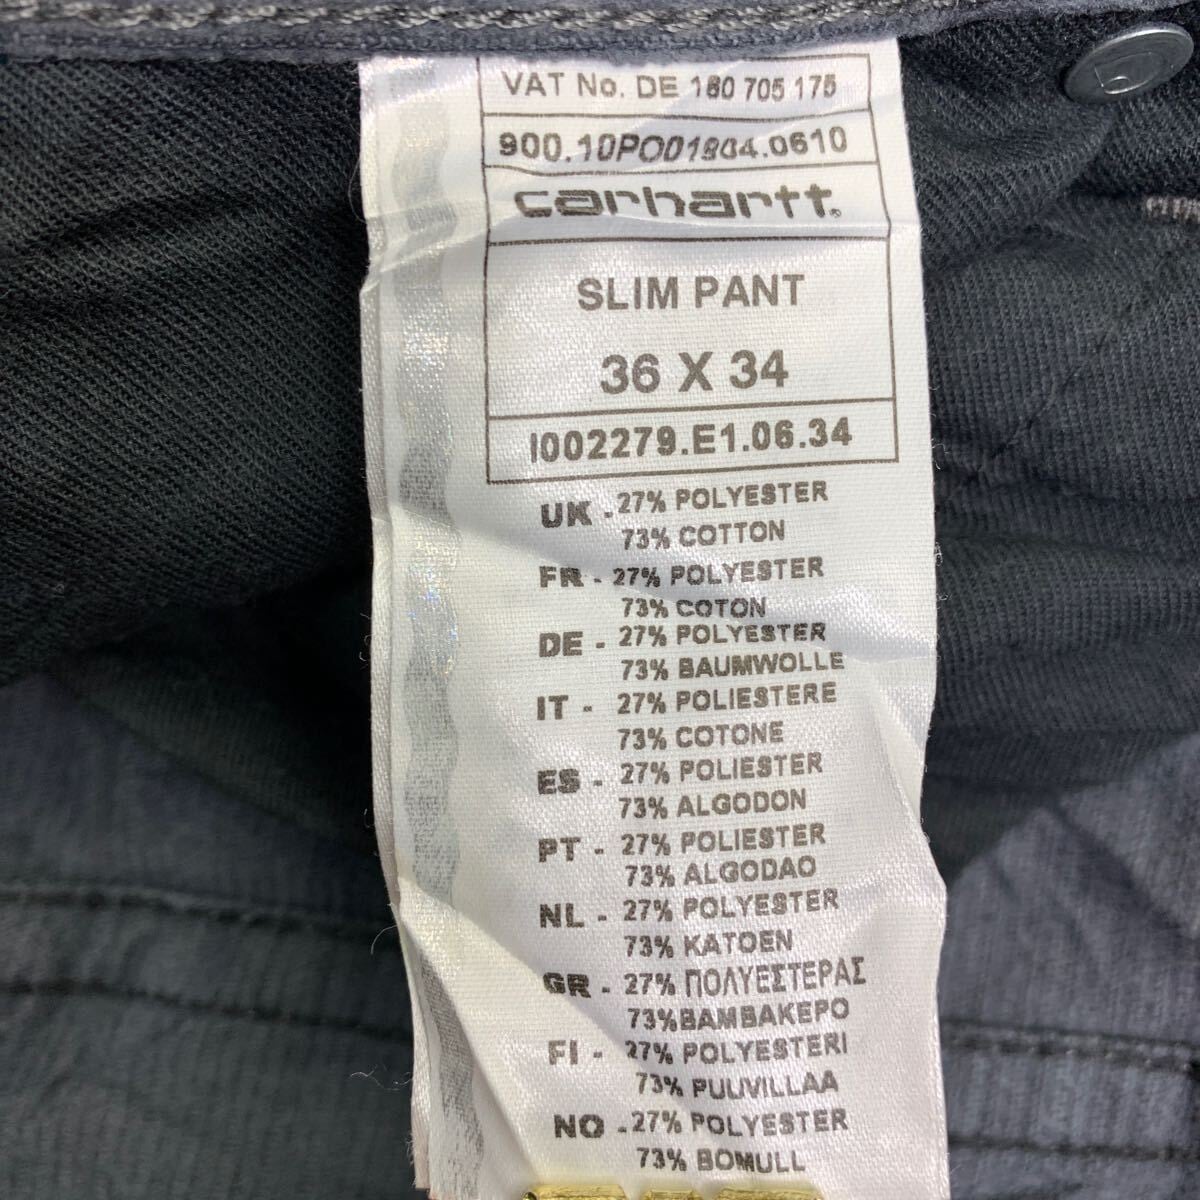 VAT No. DE 180 705 175
900.10PO01904.0610
carhartt.
SLIM PANT
36 X 34
I002279.E1.06.34
UK - 27% POLYESTER
73% COTTON
FR - 27% POLYESTER
73% COTON
DE - 27% POLYESTER
73% BAUMWOLLE
IT - 27% POLIESTERE
73% COTONE
ES - 27% POLIESTER
73% ALGODON
PT - 27% POLIESTER
73% ALGODAO
NL - 27% POLYESTER
73% KATOEN
GR - 27% ΠΟΛΥΕΣΤΕΡΑΣ
73%BAMBAKEPO
FI - 27% POLYESTERI
73% PUUVILLAA
NO - 27% POLYESTER
73% BOMULL